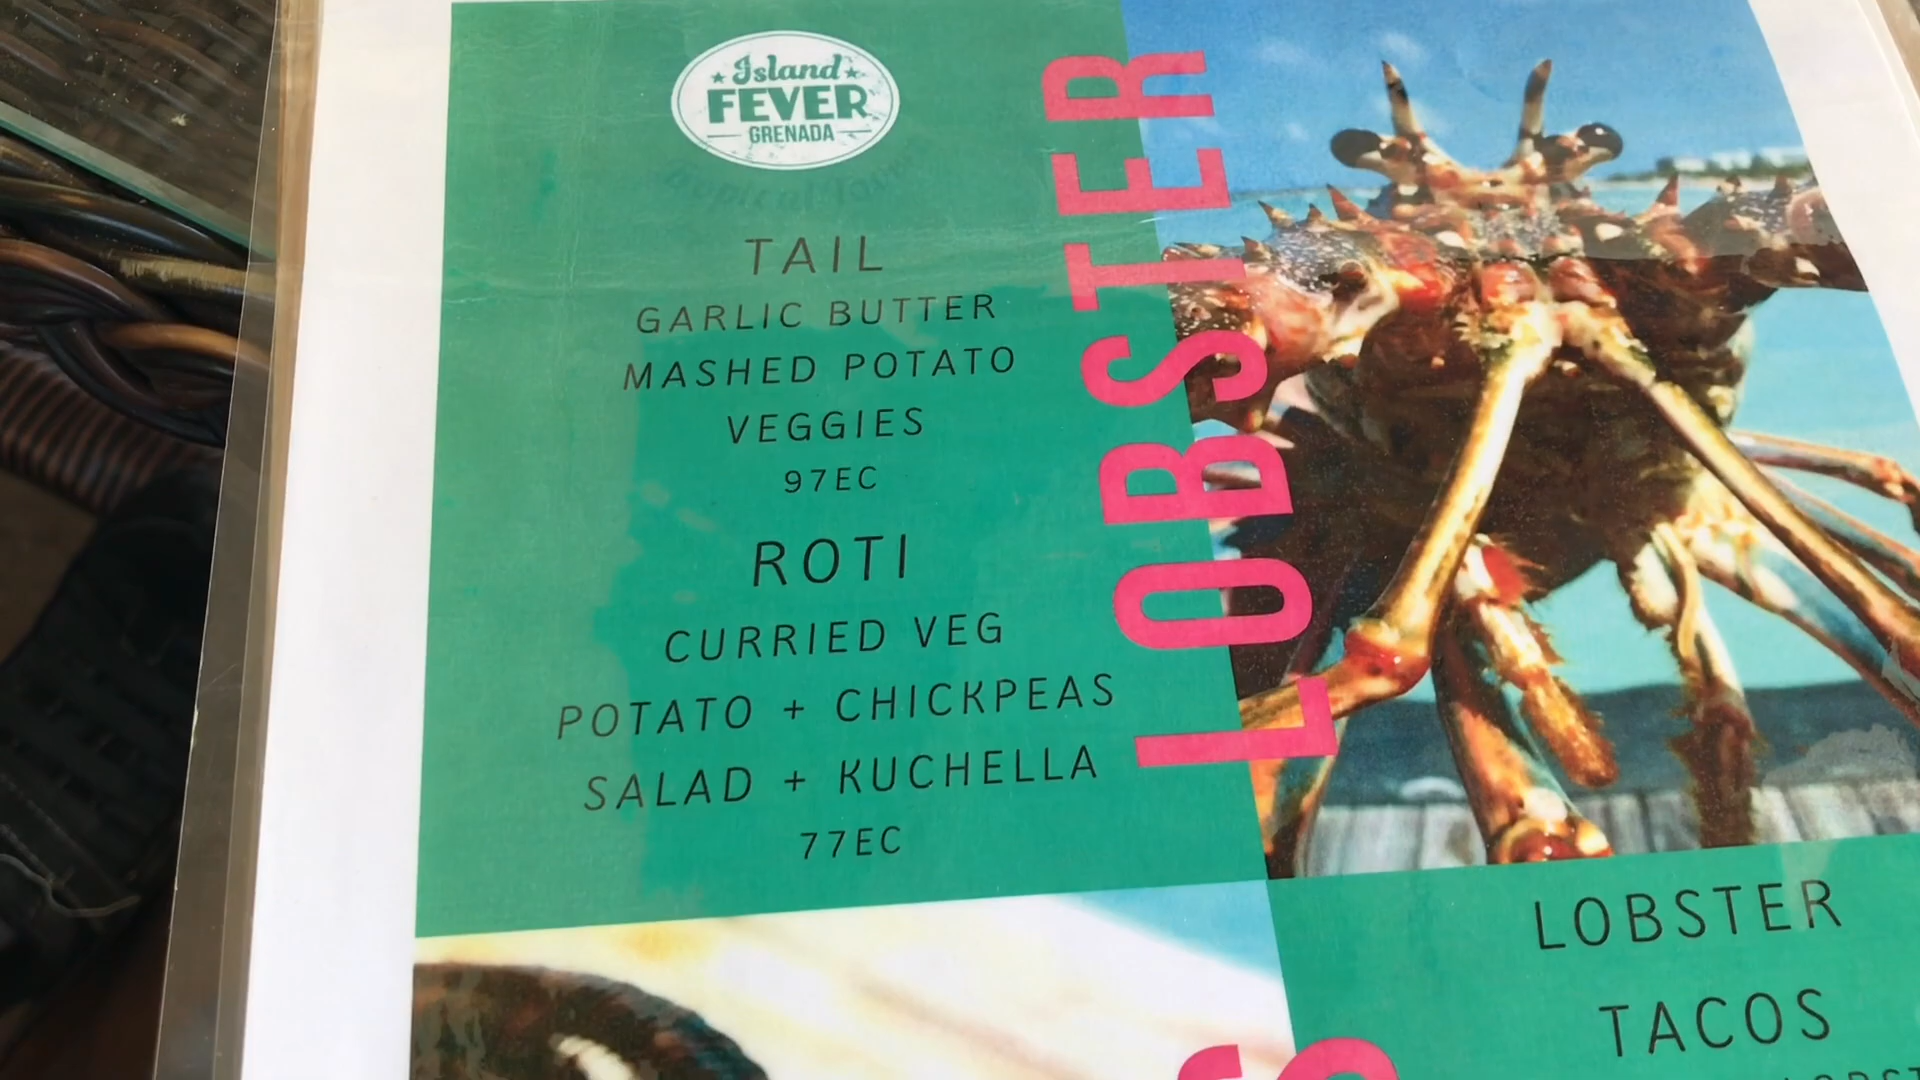 Island
FEVER
GRENADA
TAIL
GARLIC BUTTER
MASHED POTATO
VEGGIES
97EC
ROTI
CURRIED VEG
POTATO + CHICKPEAS
SALAD + KUCHELLA
77EC
LOBSTER
LOBSTER
TACOS